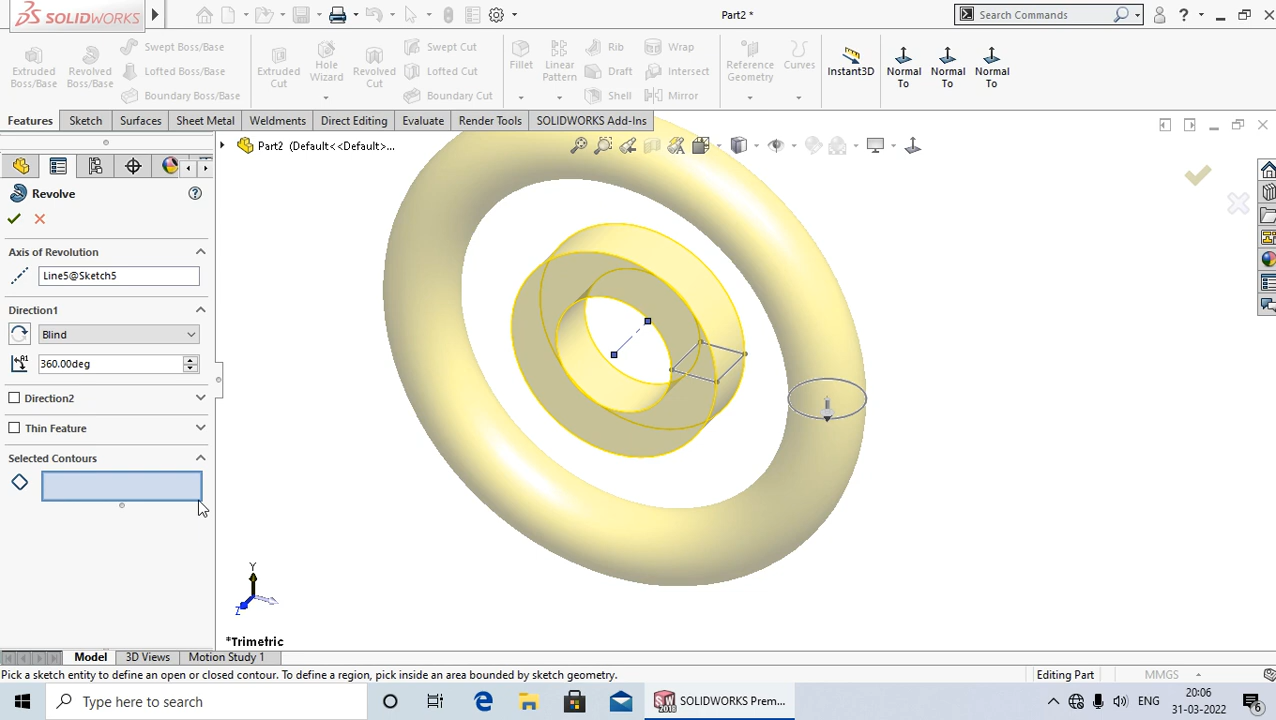 SOLIDWORKS
Part2 *
Search Commands
Extruded Boss/Base
Revolved Boss/Base
Swept Boss/Base
Lofted Boss/Base
Boundary Boss/Base
Extruded Cut
Hole Wizard
Revolved Cut
Swept Cut
Lofted Cut
Boundary Cut
Fillet
Linear Pattern
Rib
Draft
Shell
Wrap
Intersect
Mirror
Reference Geometry
Curves
Instant3D
Normal To
Normal To
Normal To
Features
Sketch
Surfaces
Sheet Metal
Weldments
Direct Editing
Evaluate
Render Tools
SOLIDWORKS Add-Ins
Part2 (Default<<Default>...
Revolve
Axis of Revolution
Line5@Sketch5
Direction1
Blind
A1
360.00deg
Direction2
Thin Feature
Selected Contours
Y
Z
*Trimetric
Model
3D Views
Motion Study 1
Pick a sketch entity to define an open or closed contour. To define a region, pick inside an area bounded by sketch geometry.
Editing Part
MMGS
Type here to search
SW
2018
SOLIDWORKS Prem...
ENG
20:06
31-03-2022
6